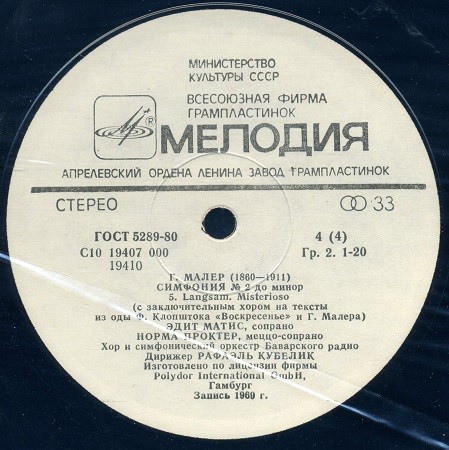 МИНИСТЕРСТВО
КУЛЬТУРЫ СССР
ВСЕСОЮЗНАЯ ФИРМА
ГРАМПЛАСТИНОК
® МЕЛОДИЯ
АПРЕЛЕВСКИЙ ОРДЕНА ЛЕНИНА ЗАВОД ГРАМПЛАСТИНОК
СТЕРЕО 33
ГОСТ 5289-80 4 (4)
С10 19407 000 Гр. 2. 1-20
19410
Г. МАЛЕР (1860—1911)
СИМФОНИЯ № 2 до минор
5. Langsam. Misterioso
(с заключительным хором на тексты
из оды Ф. Клопштока «Воскресенье» и Г. Малера)
ЭДИТ МАТИС, сопрано
НОРМА ПРОКТЕР, меццо-сопрано
Хор и симфонический оркестр Баварского радио
Дирижер РАФАЭЛЬ КУБЕЛИК
Изготовлено по лицензии фирмы
Polydor International GmbH,
Гамбург
Запись 1969 г.